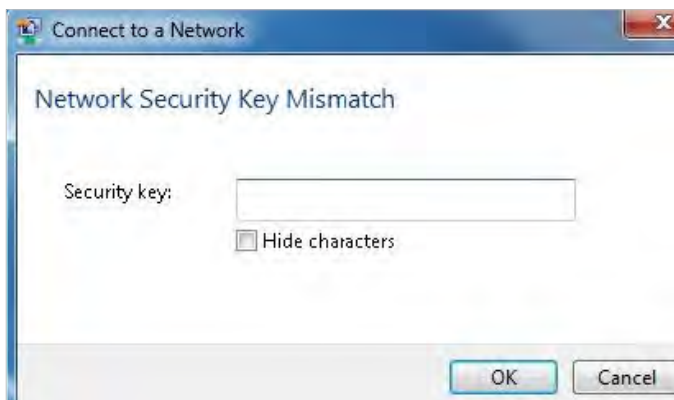 Connect to a Network
Network Security Key Mismatch
Security key:
Hide characters
OK Cancel